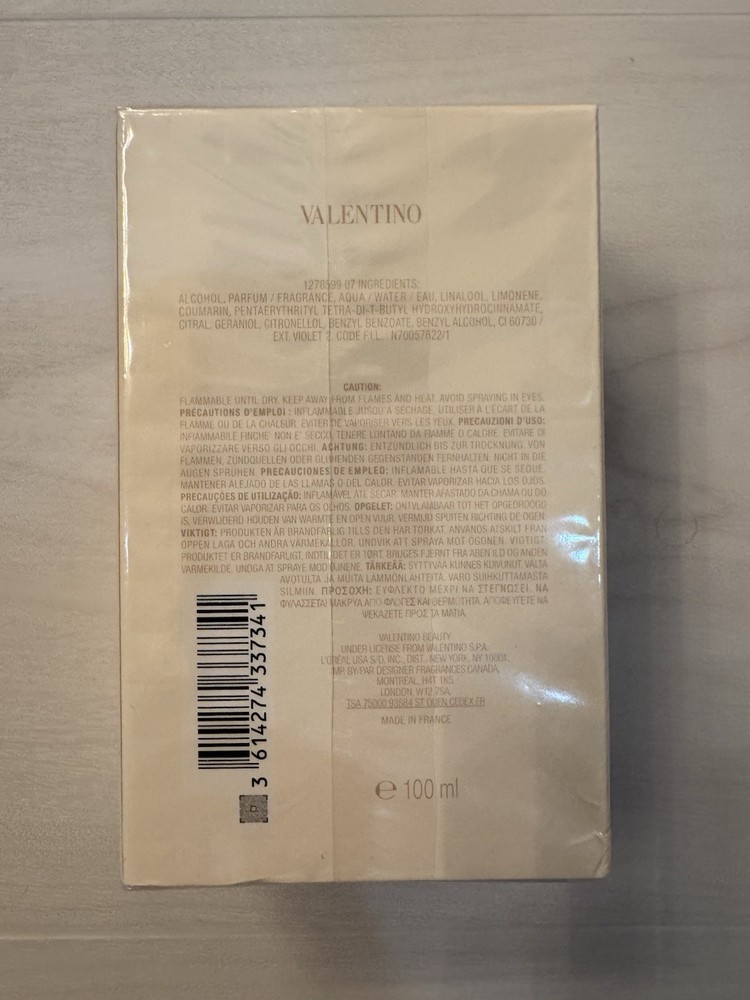 VALENTINO
1278599 07 INGREDIENTS:
ALCOHOL, PARFUM / FRAGRANCE, AQUA / WATER / EAU, LINALOOL, LIMONENE,
COUMARIN, PENTAERYTHRITYL TETRA-DI-T-BUTYL HYDROXYHYDROCINNAMATE,
CITRAL, GERANIOL, CITRONELLOL, BENZYL BENZOATE, BENZYL ALCOHOL, CI 60730 /
EXT. VIOLET 2. CODE F.I.L. : N70057622/1
CAUTION:
FLAMMABLE UNTIL DRY. KEEP AWAY FROM FLAMES AND HEAT. AVOID SPRAYING IN EYES.
PRÉCAUTIONS D'EMPLOI : INFLAMMABLE JUSQU'À SÉCHAGE. UTILISER À L'ÉCART DE LA
FLAMME OU DE LA CHALEUR. ÉVITER DE VAPORISER VERS LES YEUX. PRECAUZIONI D'USO:
INFIAMMABILE FINCHE' NON E' SECCO. TENERE LONTANO DA FIAMME O CALORE. EVITARE DI
VAPORIZZARE VERSO GLI OCCHI. ACHTUNG: ENTZÜNDLICH BIS ZUR TROCKNUNG. VON
FLAMMEN, ZÜNDQUELLEN ODER GLÜHENDEN GEGENSTÄNDEN FERNHALTEN. NICHT IN DIE
AUGEN SPRÜHEN. PRECAUCIONES DE EMPLEO: INFLAMABLE HASTA QUE SE SEQUE.
MANTENER ALEJADO DE LAS LLAMAS O DEL CALOR. EVITAR VAPORIZAR HACIA LOS OJOS.
PRECAUÇÕES DE UTILIZAÇÃO: INFLAMÁVEL ATÉ SECAR. MANTER AFASTADO DA CHAMA OU DO
CALOR. EVITAR VAPORIZAR PARA OS OLHOS. OPGELET: ONTVLAMBAAR TOT HET OPGEDROOGD
IS. VERWIJDERD HOUDEN VAN WARMTE EN OPEN VUUR. VERMIJD SPUITEN RICHTING DE OGEN.
VIKTIGT: PRODUKTEN ÄR BRANDFARLIG TILLS DEN HAR TORKAT. ANVÄNDS AVSKILT FRÅN
ÖPPEN LÅGA OCH ANDRA VÄRMEKÄLLOR. UNDVIK ATT SPRAYA MOT ÖGONEN. VIGTIGT:
PRODUKTET ER BRANDFARLIGT, INDTIL DET ER TØRT. BRUGES FJERNT FRA ÅBEN ILD OG ANDEN
VARMEKILDE. UNDGÅ AT SPRAYE MOD ØJNENE. TÄRKEÄÄ: SYTTYVÄÄ KUNNES KUIVUNUT. VÄLTÄ
AVOTULTA JA MUITA LÄMMÖNLÄHTEITÄ. VARO SUIHKUTTAMASTA
SILMIIN. ΠΡΟΣΟΧΗ: ΕΥΦΛΕΚΤΟ ΜΕΧΡΙ ΝΑ ΣΤΕΓΝΩΣΕΙ. ΝΑ
ΦΥΛΑΣΣΕΤΑΙ ΜΑΚΡΥΑ ΑΠΟ ΦΛΟΓΕΣ ΚΑΙ ΘΕΡΜΟΤΗΤΑ. ΑΠΟΦΕΥΓΕΤΕ ΝΑ
ΨΕΚΑΖΕΤΕ ΠΡΟΣ ΤΑ ΜΑΤΙΑ.
3 614274 337341
VALENTINO BEAUTY
UNDER LICENSE FROM VALENTINO S.P.A.
L'ORÉAL USA S/D, INC., DIST., NEW YORK, NY 10001,
IMP. BY/PAR DESIGNER FRAGRANCES CANADA,
MONTRÉAL, H4T 1K5
LONDON, W12 7SA
TSA 75000 93584 ST OUEN CEDEX FR
MADE IN FRANCE
℮ 100 ml